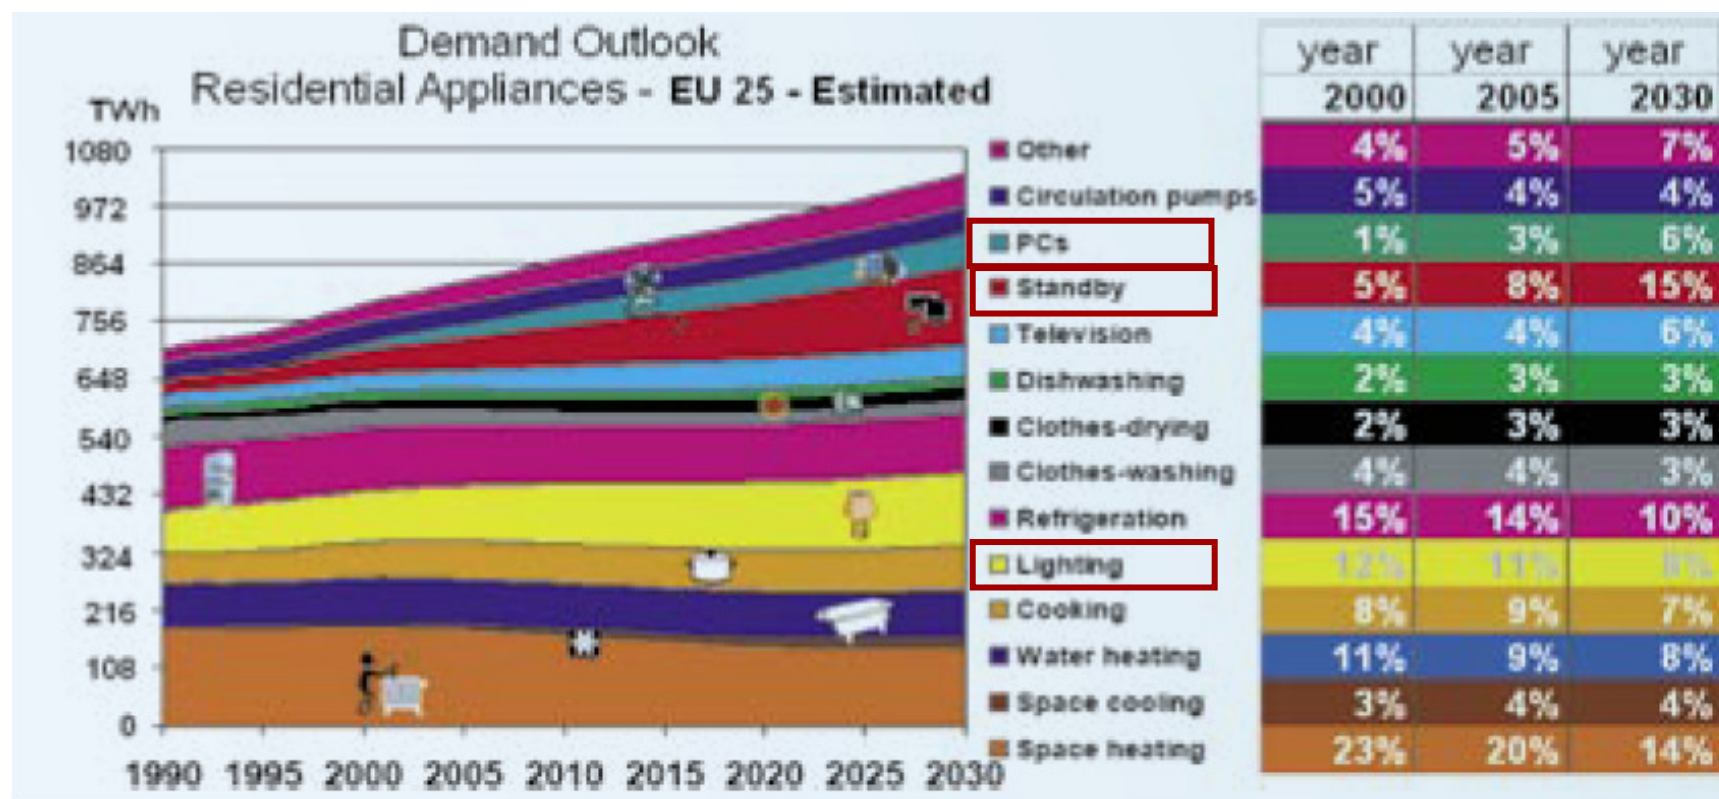 Demand Outlook
Residential Appliances - EU 25 - Estimated
TWh
1080
972
864
756
648
540
432
324
216
108
0
1990 1995 2000 2005 2010 2015 2020 2025 2030
year year year
2000 2005 2030
Other 4% 5% 7%
Circulation pumps 5% 4% 4%
PCs 1% 3% 6%
Standby 5% 8% 15%
Television 4% 4% 6%
Dishwashing 2% 3% 3%
Clothes-drying 2% 3% 3%
Clothes-washing 4% 4% 3%
Refrigeration 15% 14% 10%
Lighting 12% 11% 8%
Cooking 8% 9% 7%
Water heating 11% 9% 8%
Space cooling 3% 4% 4%
Space heating 23% 20% 14%